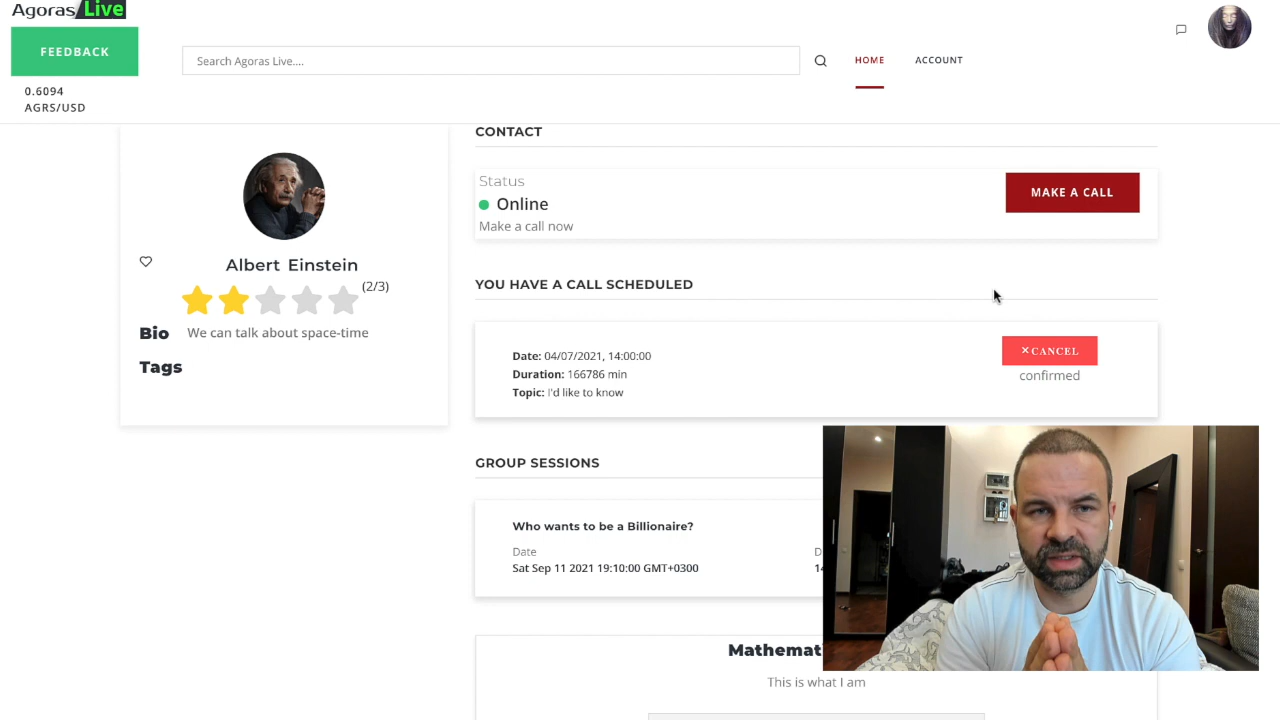 Agoras Live
FEEDBACK
0.6094
AGRS/USD
Search Agoras Live....
HOME
ACCOUNT
Albert Einstein
(2/3)
Bio We can talk about space-time
Tags
CONTACT
Status
Online
Make a call now
MAKE A CALL
YOU HAVE A CALL SCHEDULED
Date: 04/07/2021, 14:00:00
Duration: 166786 min
Topic: I'd like to know
×CANCEL
confirmed
GROUP SESSIONS
Who wants to be a Billionaire?
Date
Sat Sep 11 2021 19:10:00 GMT+0300
D
14
Mathemat
This is what I am